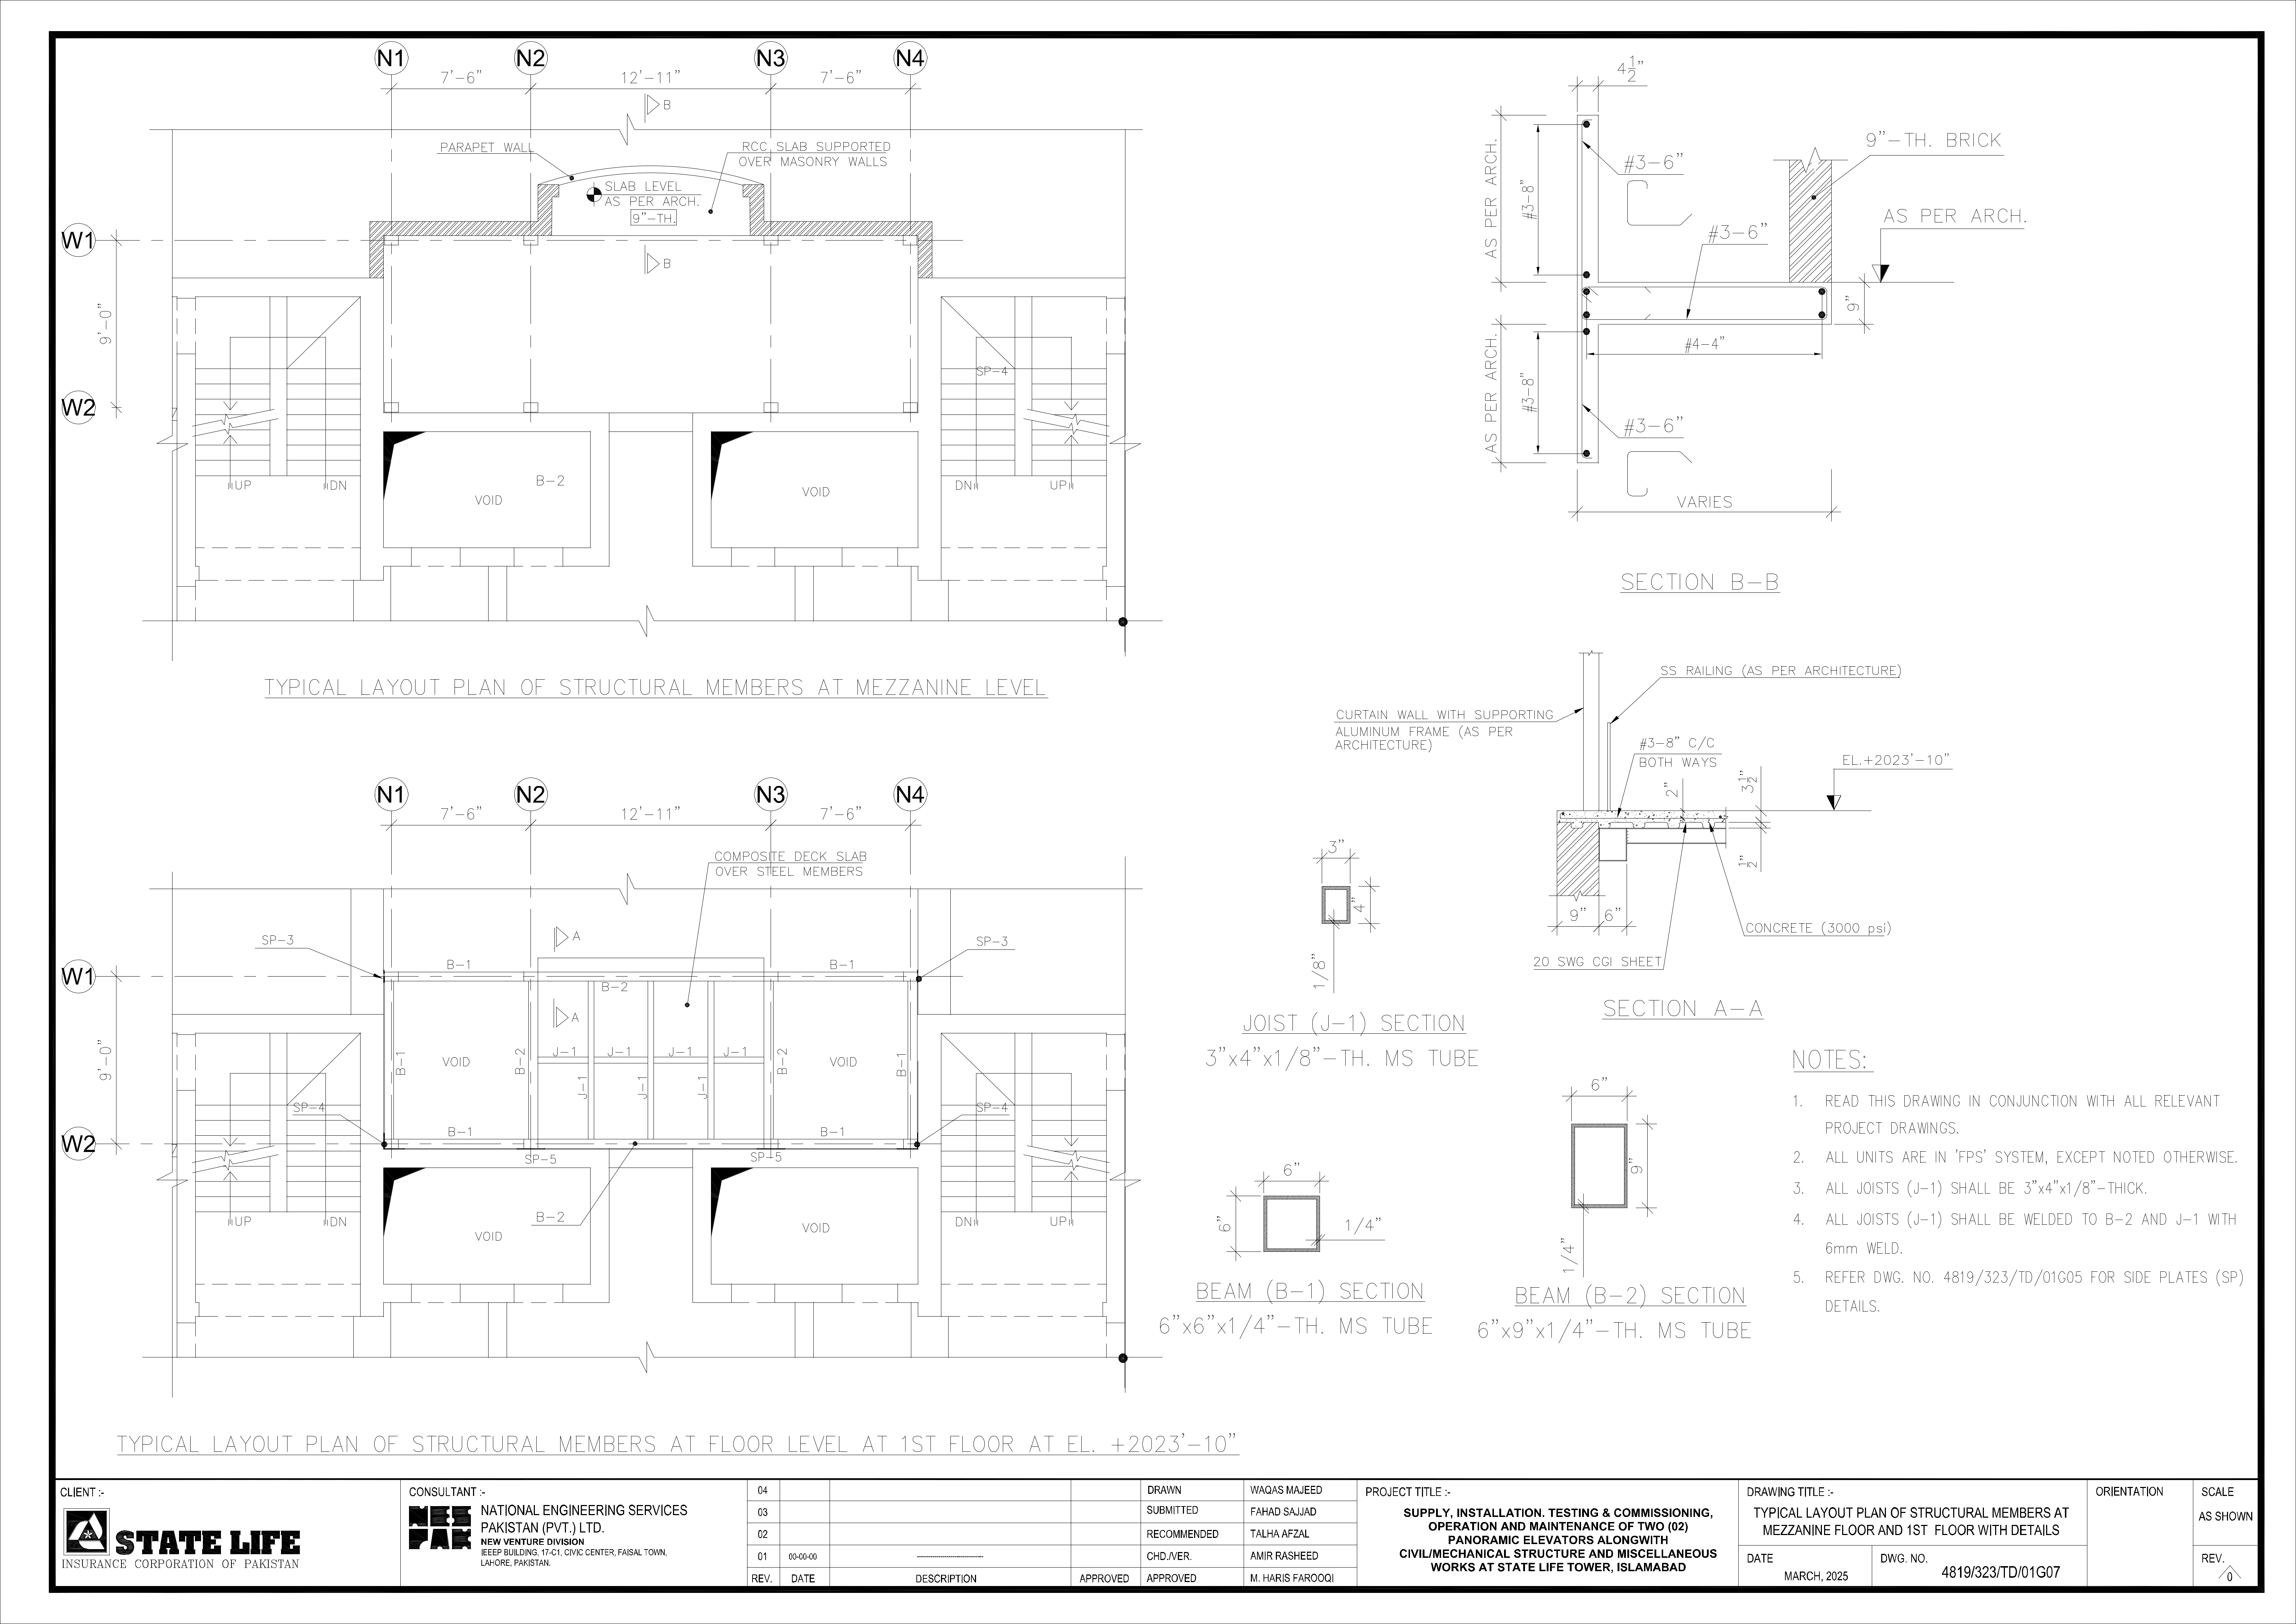 N1
N2
N3
N4
7'-6"
12'-11"
7'-6"
B
PARAPET WALL
RCC SLAB SUPPORTED
OVER MASONRY WALLS
SLAB LEVEL
AS PER ARCH.
9"-TH.
W1
B
9'-0"
W2
SP-4
UP
DN
VOID
B-2
VOID
DN
UP
TYPICAL LAYOUT PLAN OF STRUCTURAL MEMBERS AT MEZZANINE LEVEL
N1
N2
N3
N4
7'-6"
12'-11"
7'-6"
COMPOSITE DECK SLAB
OVER STEEL MEMBERS
SP-3
A
SP-3
W1
B-1
B-1
B-2
A
9'-0"
B-1
VOID
B-2
J-1
J-1
J-1
J-1
B-2
VOID
B-1
J-1
J-1
J-1
SP-4
SP-4
W2
B-1
B-1
SP-5
SP-5
UP
DN
VOID
B-2
VOID
DN
UP
TYPICAL LAYOUT PLAN OF STRUCTURAL MEMBERS AT FLOOR LEVEL AT 1ST FLOOR AT EL. +2023'-10"
4 1/2"
9"-TH. BRICK
AS PER ARCH.
#3-8"
#3-6"
#3-6"
AS PER ARCH.
9"
#4-4"
AS PER ARCH.
#3-8"
#3-6"
VARIES
SECTION B-B
SS RAILING (AS PER ARCHITECTURE)
CURTAIN WALL WITH SUPPORTING
ALUMINUM FRAME (AS PER
ARCHITECTURE)
#3-8" C/C
BOTH WAYS
EL.+2023'-10"
2"
3 1/2"
1 1/2"
9"
6"
CONCRETE (3000 psi)
20 SWG CGI SHEET
SECTION A-A
3"
4"
1/8"
JOIST (J-1) SECTION
3"x4"x1/8"-TH. MS TUBE
6"
6"
1/4"
BEAM (B-1) SECTION
6"x6"x1/4"-TH. MS TUBE
6"
9"
1/4"
BEAM (B-2) SECTION
6"x9"x1/4"-TH. MS TUBE
NOTES:
1. READ THIS DRAWING IN CONJUNCTION WITH ALL RELEVANT
PROJECT DRAWINGS.
2. ALL UNITS ARE IN 'FPS' SYSTEM, EXCEPT NOTED OTHERWISE.
3. ALL JOISTS (J-1) SHALL BE 3"x4"x1/8"-THICK.
4. ALL JOISTS (J-1) SHALL BE WELDED TO B-2 AND J-1 WITH
6mm WELD.
5. REFER DWG. NO. 4819/323/TD/01G05 FOR SIDE PLATES (SP)
DETAILS.
CLIENT :-
STATE LIFE
INSURANCE CORPORATION OF PAKISTAN
CONSULTANT :-
NES
PAK
NATIONAL ENGINEERING SERVICES
PAKISTAN (PVT.) LTD.
NEW VENTURE DIVISION
IEEEP BUILDING, 17-C1, CIVIC CENTER, FAISAL TOWN,
LAHORE, PAKISTAN.
04
03
02
01 00-00-00
REV. DATE DESCRIPTION APPROVED
DRAWN WAQAS MAJEED
SUBMITTED FAHAD SAJJAD
RECOMMENDED TALHA AFZAL
CHD./VER. AMIR RASHEED
APPROVED M. HARIS FAROOQI
PROJECT TITLE :-
SUPPLY, INSTALLATION. TESTING & COMMISSIONING,
OPERATION AND MAINTENANCE OF TWO (02)
PANORAMIC ELEVATORS ALONGWITH
CIVIL/MECHANICAL STRUCTURE AND MISCELLANEOUS
WORKS AT STATE LIFE TOWER, ISLAMABAD
DRAWING TITLE :-
TYPICAL LAYOUT PLAN OF STRUCTURAL MEMBERS AT
MEZZANINE FLOOR AND 1ST FLOOR WITH DETAILS
DATE
MARCH, 2025
DWG. NO.
4819/323/TD/01G07
ORIENTATION
SCALE
AS SHOWN
REV.
0